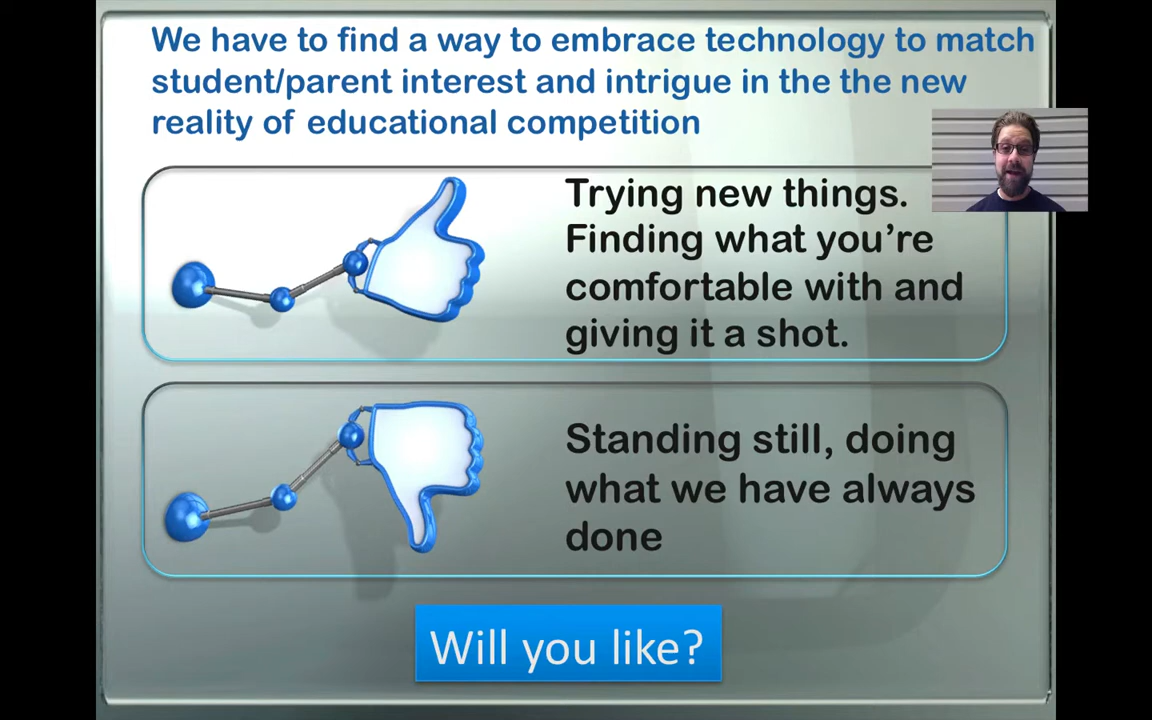 We have to find a way to embrace technology to match
student/parent interest and intrigue in the the new
reality of educational competition
Trying new things.
Finding what you’re
comfortable with and
giving it a shot.
Standing still, doing
what we have always
done
Will you like?